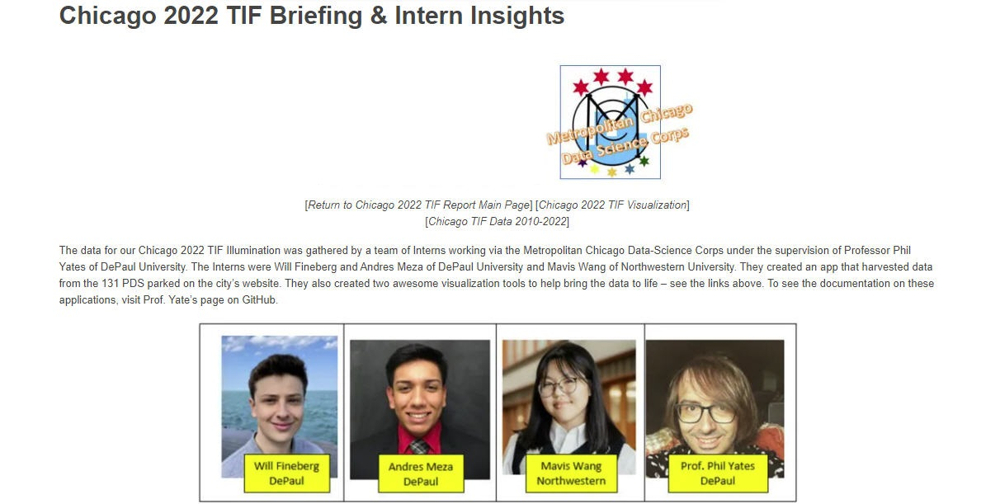 Chicago 2022 TIF Briefing & Intern Insights
Metropolitan Chicago
Data Science Corps
[Return to Chicago 2022 TIF Report Main Page] [Chicago 2022 TIF Visualization]
[Chicago TIF Data 2010-2022]
The data for our Chicago 2022 TIF Illumination was gathered by a team of Interns working via the Metropolitan Chicago Data-Science Corps under the supervision of Professor Phil
Yates of DePaul University. The Interns were Will Fineberg and Andres Meza of DePaul University and Mavis Wang of Northwestern University. They created an app that harvested data
from the 131 PDS parked on the city's website. They also created two awesome visualization tools to help bring the data to life – see the links above. To see the documentation on these
applications, visit Prof. Yate's page on GitHub.
Will Fineberg
DePaul
Andres Meza
DePaul
Mavis Wang
Northwestern
Prof. Phil Yates
DePaul